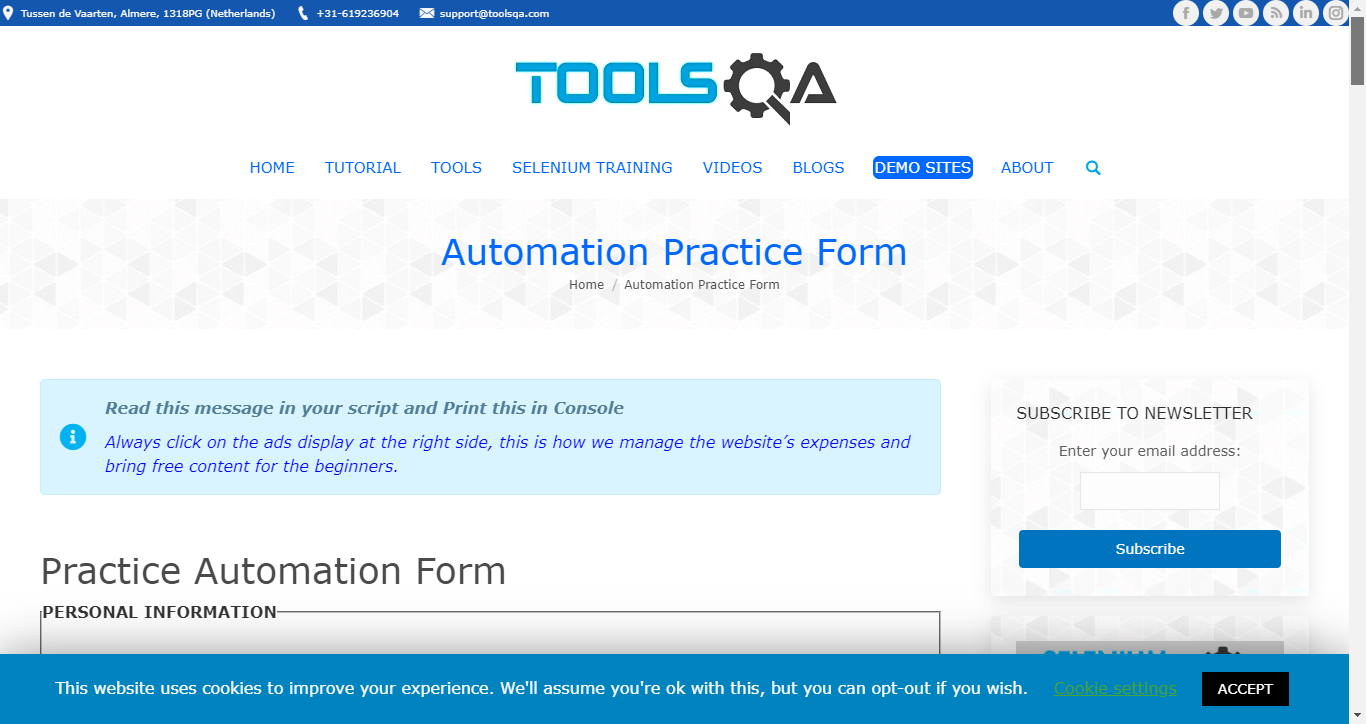 Tussen de Vaarten, Almere, 1318PG (Netherlands) +31-619236904 support@toolsqa.com
TOOLSQA
HOME TUTORIAL TOOLS SELENIUM TRAINING VIDEOS BLOGS DEMO SITES ABOUT
Automation Practice Form
Home / Automation Practice Form
Read this message in your script and Print this in Console
Always click on the ads display at the right side, this is how we manage the website’s expenses and
bring free content for the beginners.
SUBSCRIBE TO NEWSLETTER
Enter your email address:
Subscribe
Practice Automation Form
PERSONAL INFORMATION
SELENIUM
This website uses cookies to improve your experience. We'll assume you're ok with this, but you can opt-out if you wish. Cookie settings ACCEPT